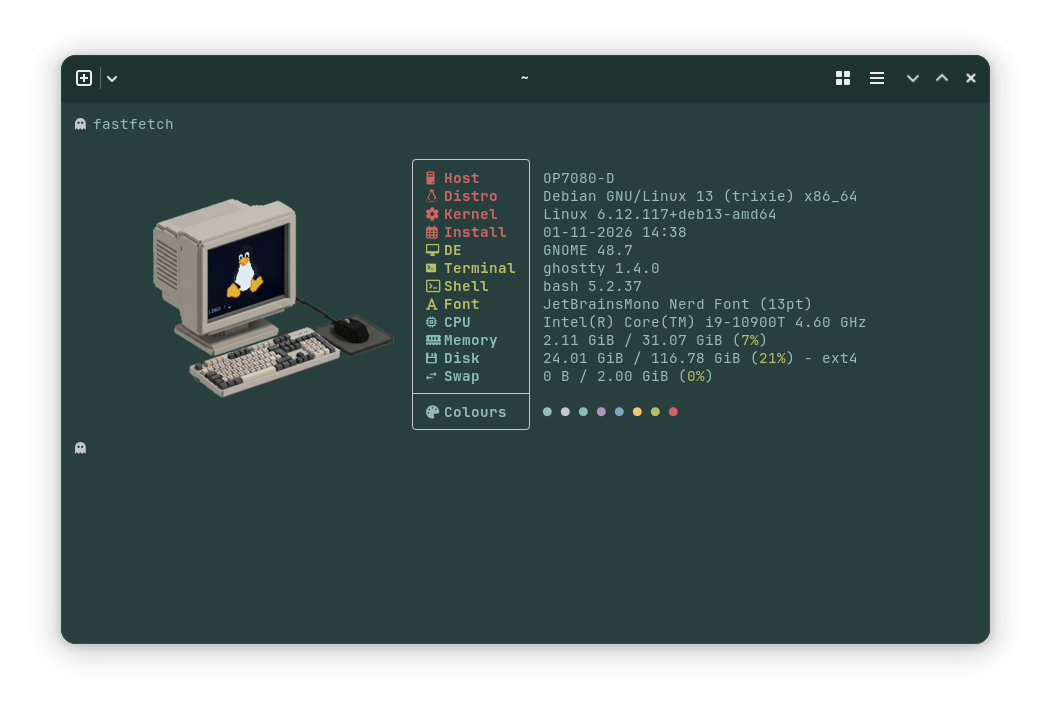 ~
fastfetch
Host OP7080-D
Distro Debian GNU/Linux 13 (trixie) x86_64
Kernel Linux 6.12.117+deb13-amd64
Install 01-11-2026 14:38
DE GNOME 48.7
Terminal ghostty 1.4.0
Shell bash 5.2.37
Font JetBrainsMono Nerd Font (13pt)
CPU Intel(R) Core(TM) i9-10900T 4.60 GHz
Memory 2.11 GiB / 31.07 GiB (7%)
Disk 24.01 GiB / 116.78 GiB (21%) - ext4
Swap 0 B / 2.00 GiB (0%)
Colours